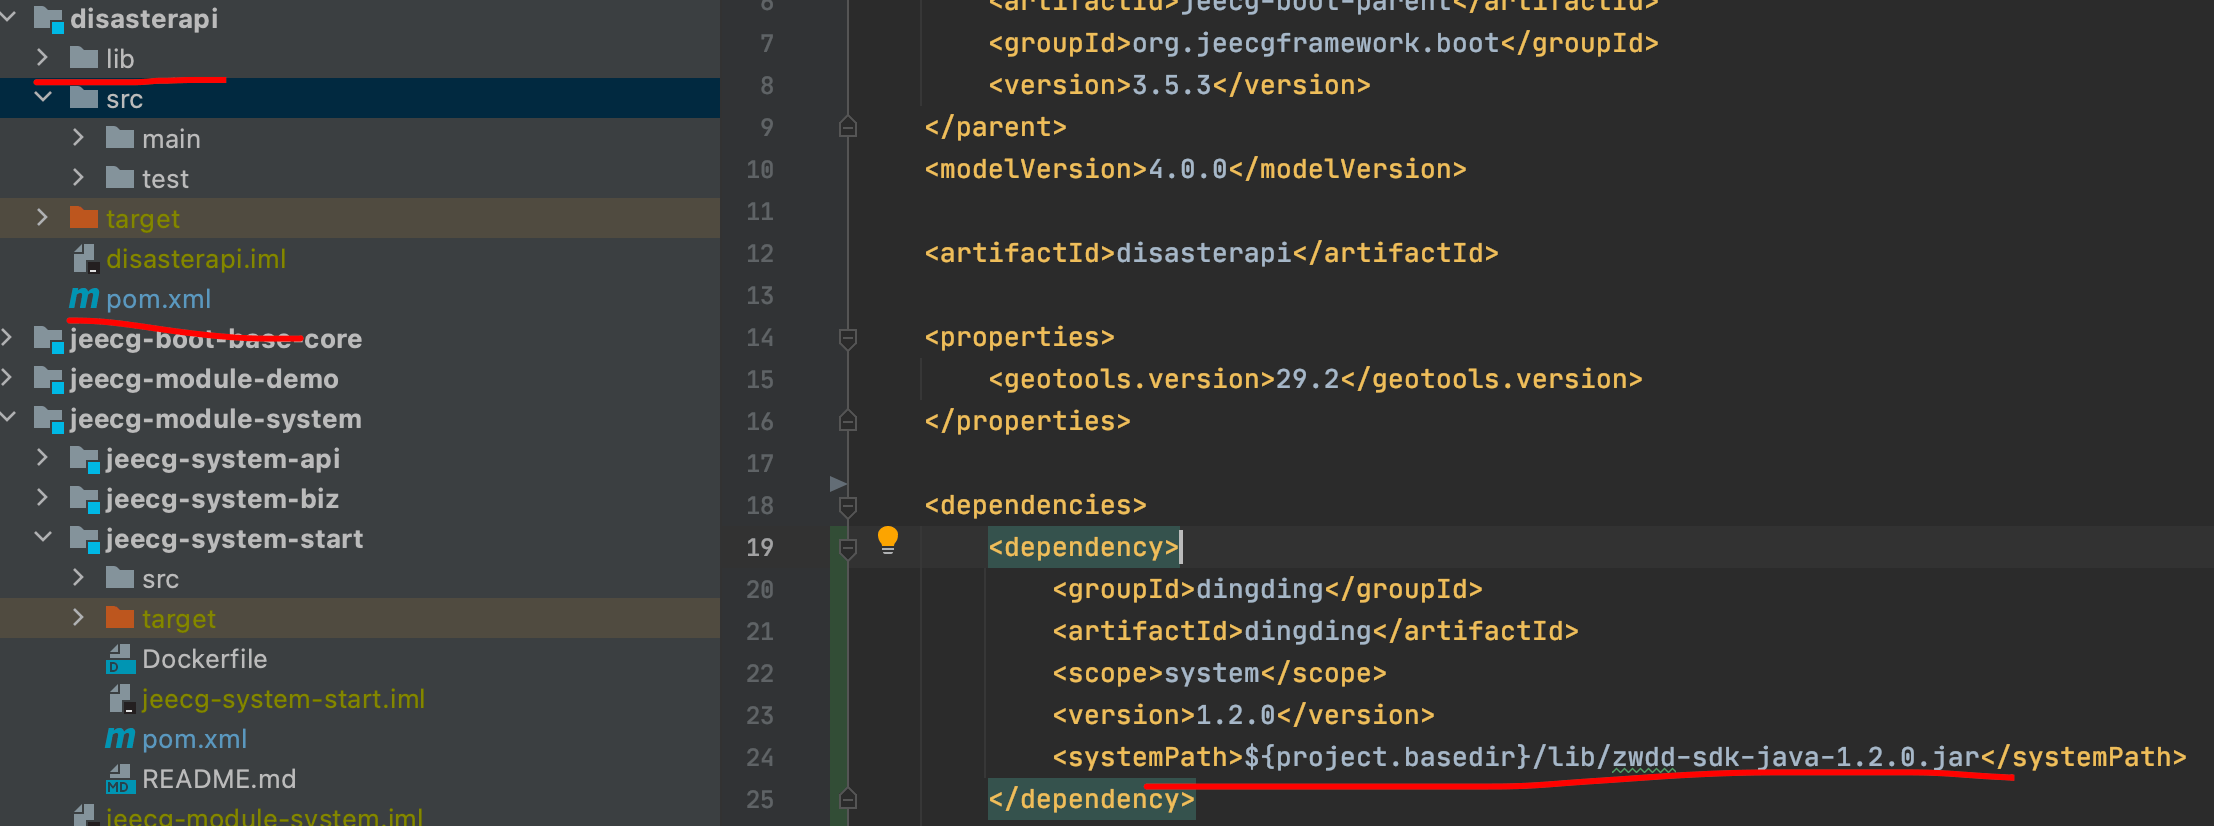 disasterapi
lib
src
main
test
target
disasterapi.iml
pom.xml
jeecg-boot-base-core
jeecg-module-demo
jeecg-module-system
jeecg-system-api
jeecg-system-biz
jeecg-system-start
src
target
Dockerfile
jeecg-system-start.iml
pom.xml
README.md
jeecg-module-system.iml
6 <artifactId>jeecg-boot-parent</artifactId>
7 <groupId>org.jeecgframework.boot</groupId>
8 <version>3.5.3</version>
9 </parent>
10 <modelVersion>4.0.0</modelVersion>
11
12 <artifactId>disasterapi</artifactId>
13
14 <properties>
15 <geotools.version>29.2</geotools.version>
16 </properties>
17
18 <dependencies>
19 <dependency>
20 <groupId>dingding</groupId>
21 <artifactId>dingding</artifactId>
22 <scope>system</scope>
23 <version>1.2.0</version>
24 <systemPath>${project.basedir}/lib/zwdd-sdk-java-1.2.0.jar</systemPath>
25 </dependency>